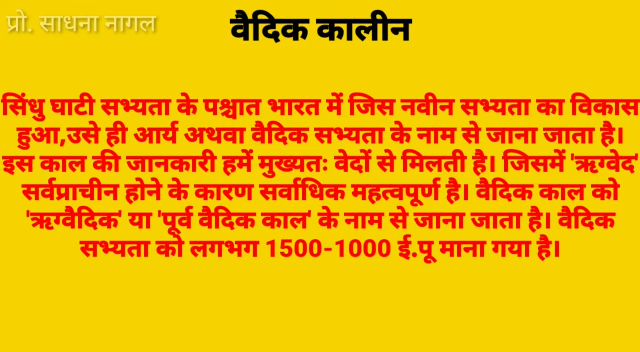 प्रो. साधना नागल
वैदिक कालीन
सिंधु घाटी सभ्यता के पश्चात भारत में जिस नवीन सभ्यता का विकास
हुआ,उसे ही आर्य अथवा वैदिक सभ्यता के नाम से जाना जाता है।
इस काल की जानकारी हमें मुख्यतः वेदों से मिलती है। जिसमें 'ऋग्वेद'
सर्वप्राचीन होने के कारण सर्वाधिक महत्वपूर्ण है। वैदिक काल को
'ऋग्वैदिक' या 'पूर्व वैदिक काल' के नाम से जाना जाता है। वैदिक
सभ्यता को लगभग 1500-1000 ई.पू माना गया है।